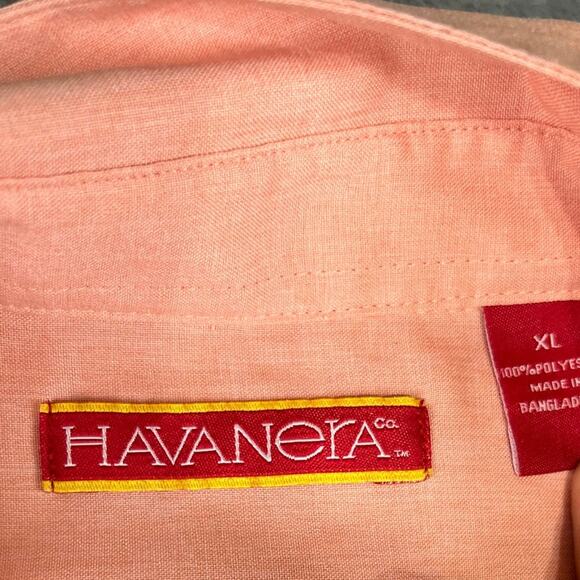 HAVANerA Co. ™
XL
100%POLYES
MADE IN
BANGLAD